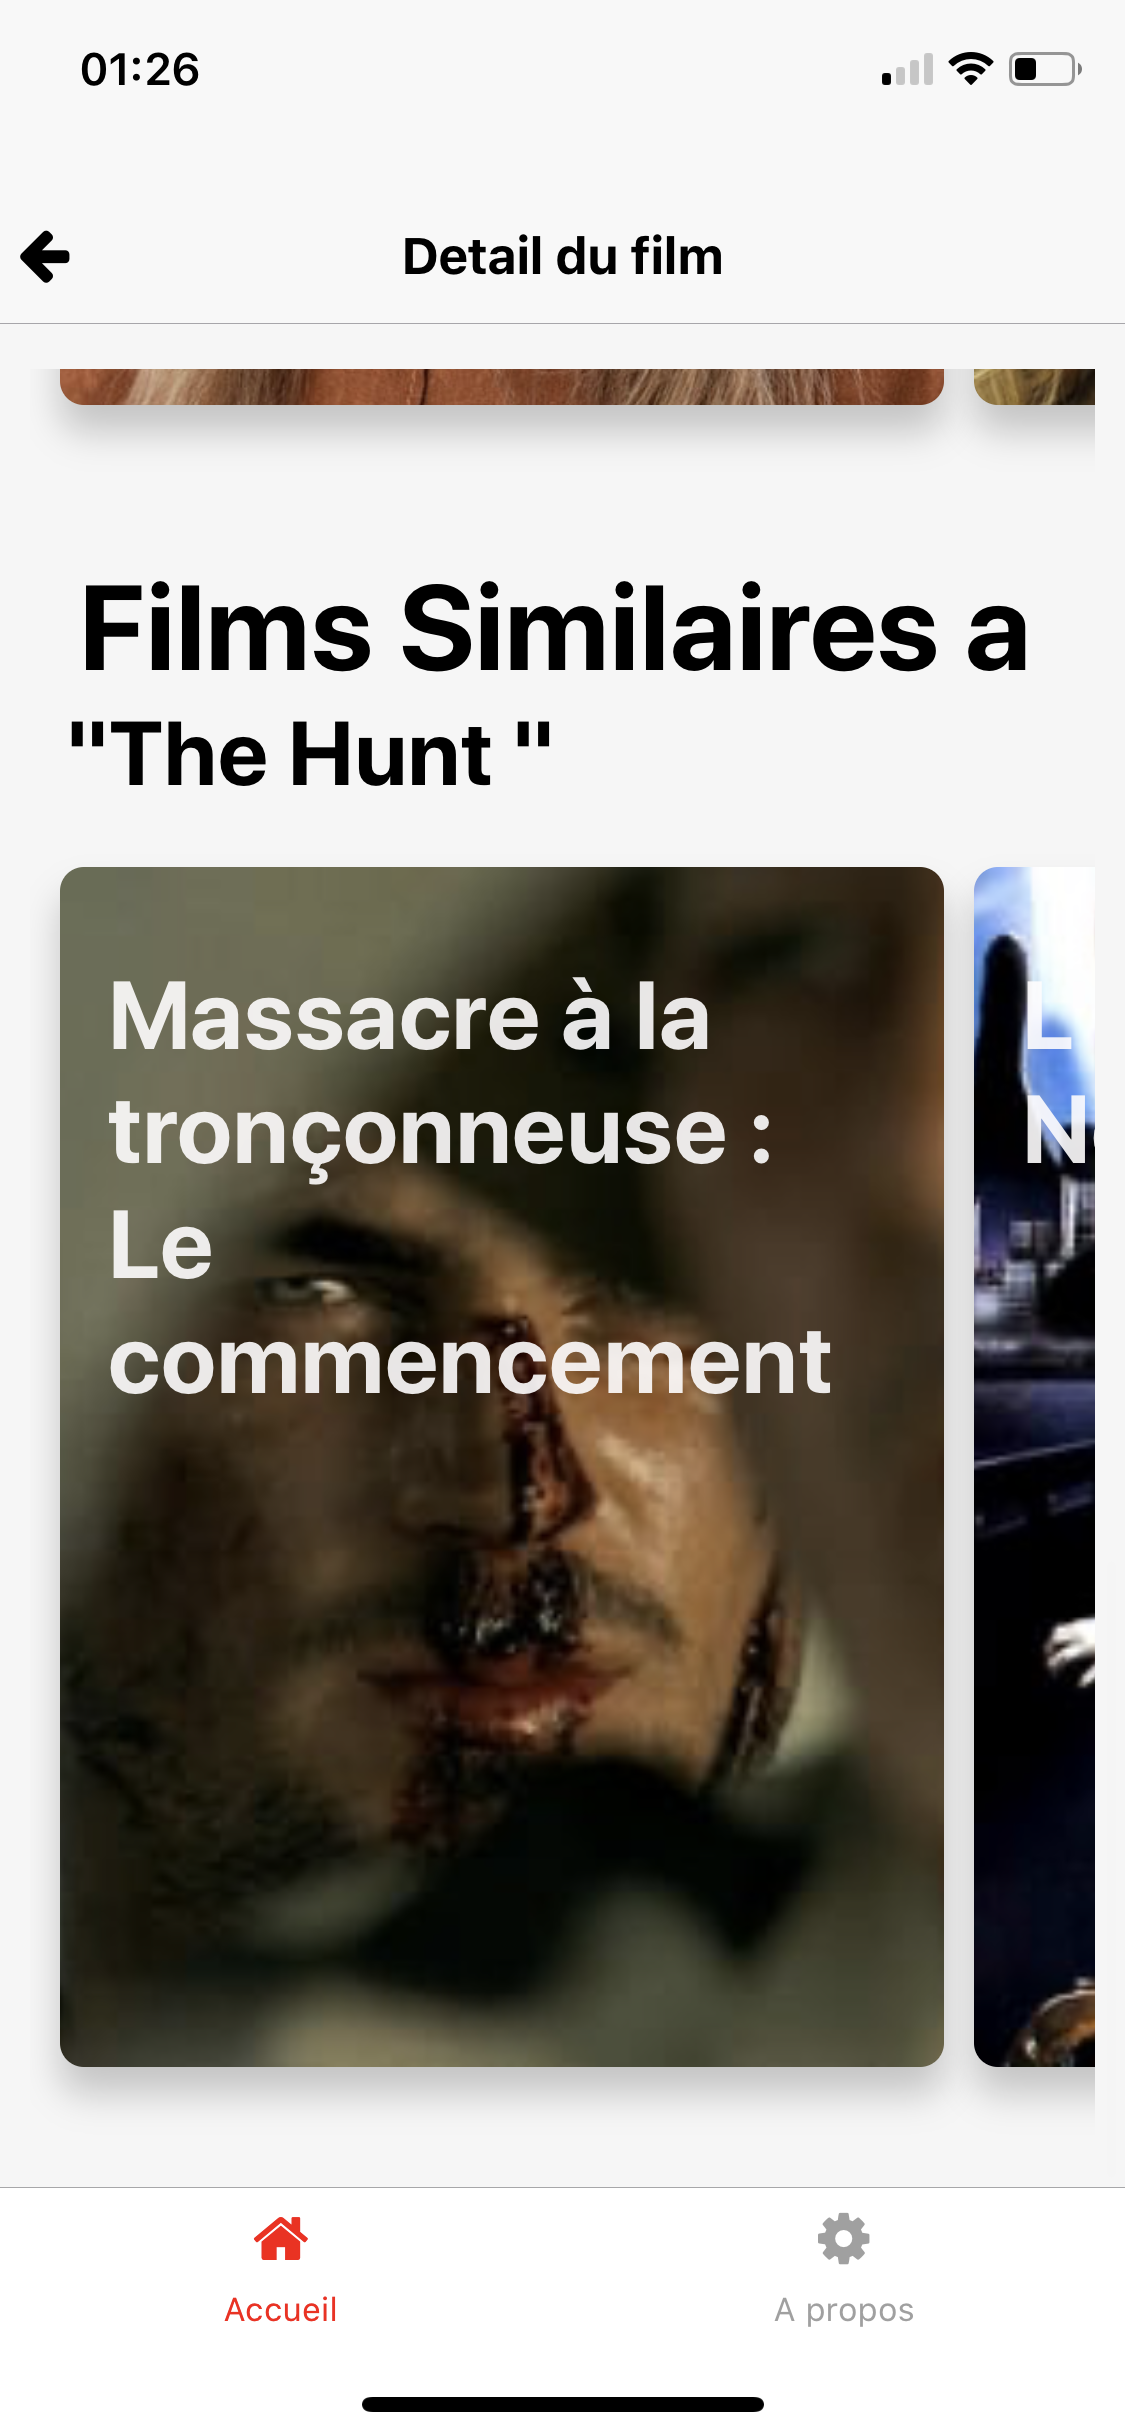 01:26
Detail du film
Films Similaires a
"The Hunt "
Massacre à la
tronçonneuse :
Le
commencement
L
Accueil
A propos